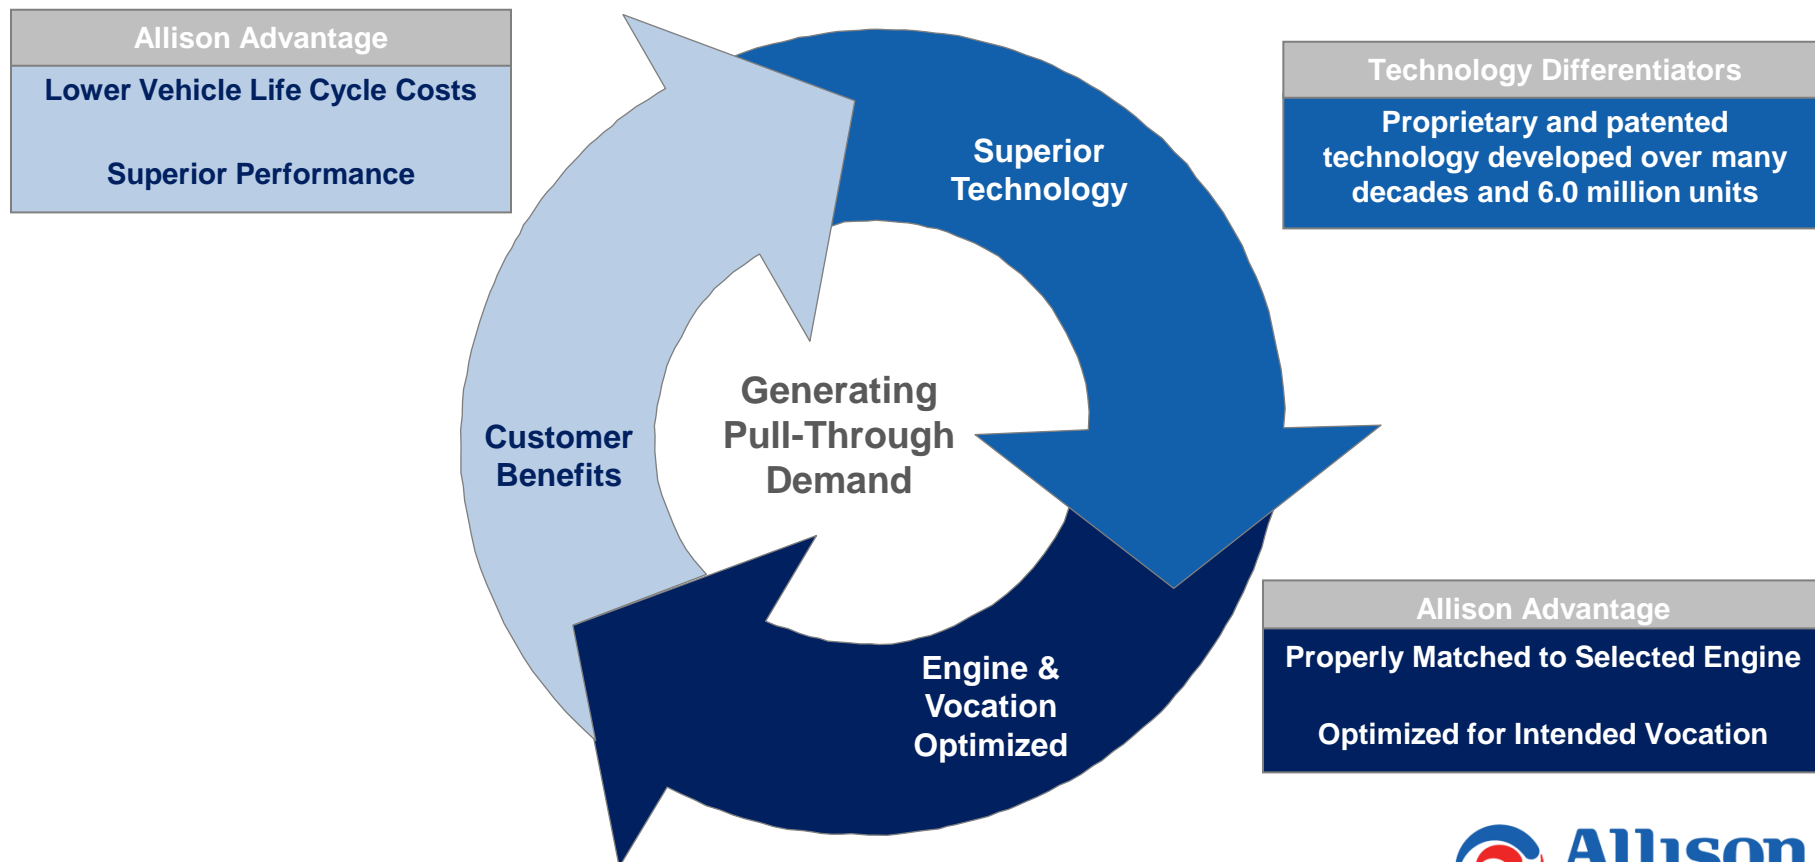 Allison Advantage
Lower Vehicle Life Cycle Costs
Superior Performance
Technology Differentiators
Proprietary and patented
technology developed over many
decades and 6.0 million units
Superior
Technology
Generating
Pull-Through
Demand
Customer
Benefits
Engine &
Vocation
Optimized
Allison Advantage
Properly Matched to Selected Engine
Optimized for Intended Vocation
Allison